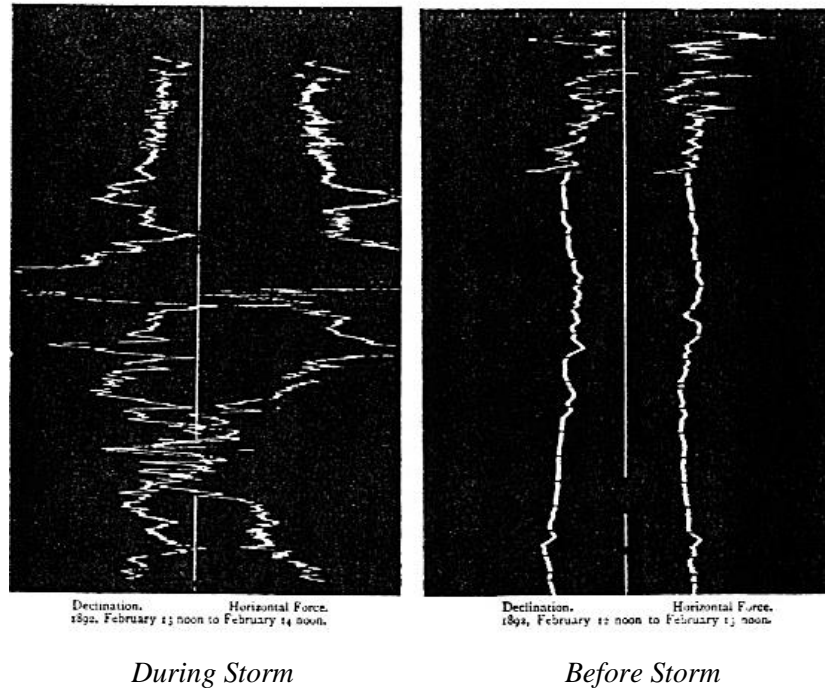 Declination. Horizontal Force.
1892, February 13 noon to February 14 noon.
Declination. Horizontal Force.
1892, February 12 noon to February 13 noon.
During Storm
Before Storm